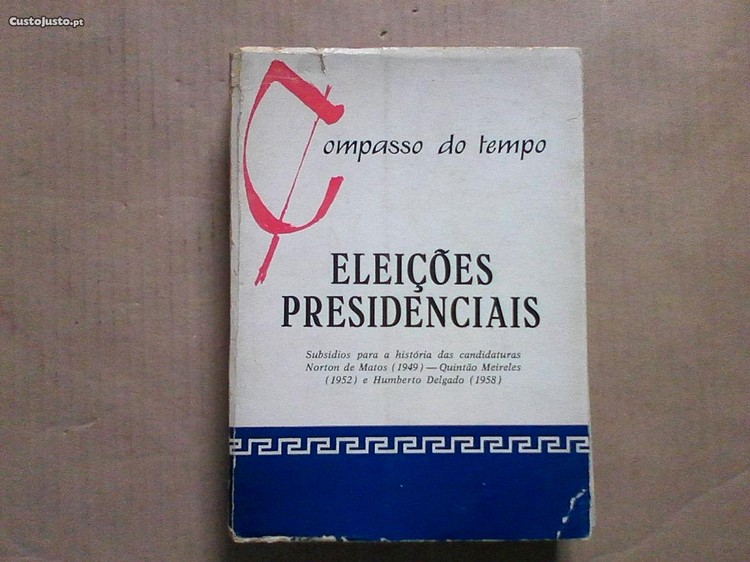 CustoJusto.pt
Compasso do tempo
ELEIÇÕES
PRESIDENCIAIS
Subsídios para a história das candidaturas
Norton de Matos (1949) — Quintão Meireles
(1952) e Humberto Delgado (1958)